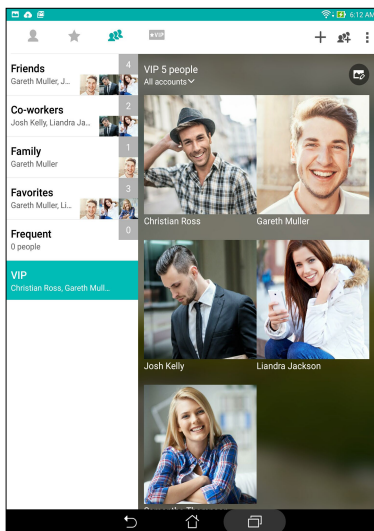 6:12 AM
VIP
Friends
4
Gareth Muller, J...
Co-workers
2
Josh Kelly, Liandra Ja...
Family
1
Gareth Muller
Favorites
3
Gareth Muller, Li...
Frequent
0
0 people
VIP
Christian Ross, Gareth Mull...
VIP 5 people
All accounts
Christian Ross
Gareth Muller
Josh Kelly
Liandra Jackson